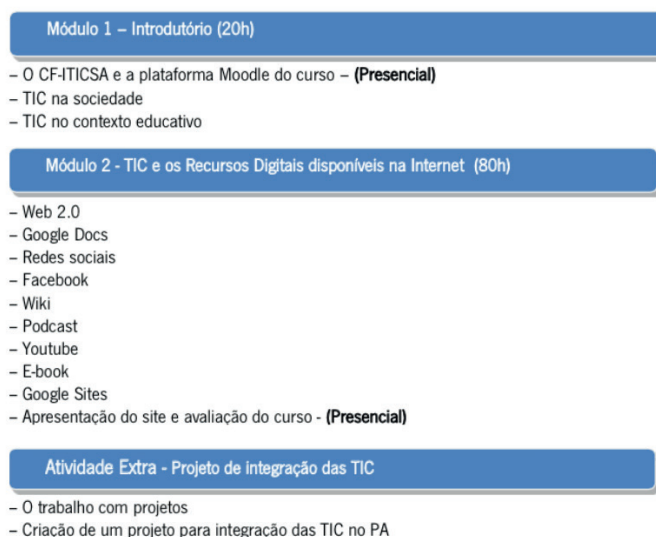 Módulo 1 – Introdutório (20h)
– O CF-ITICSA e a plataforma Moodle do curso – (Presencial)
– TIC na sociedade
– TIC no contexto educativo
Módulo 2 - TIC e os Recursos Digitais disponíveis na Internet (80h)
– Web 2.0
– Google Docs
– Redes sociais
– Facebook
– Wiki
– Podcast
– Youtube
– E-book
– Google Sites
– Apresentação do site e avaliação do curso - (Presencial)
Atividade Extra - Projeto de integração das TIC
– O trabalho com projetos
– Criação de um projeto para integração das TIC no PA